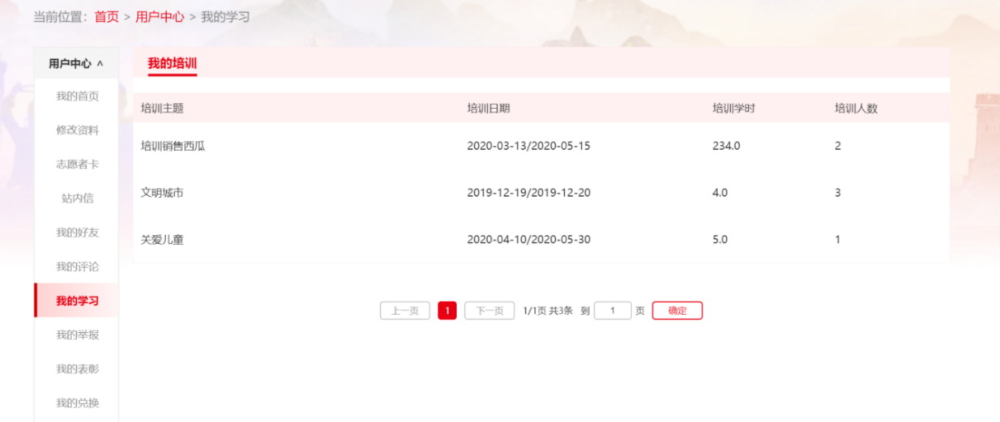 当前位置： 首页 > 用户中心 > 我的学习
用户中心 ∧
我的首页
修改资料
志愿者卡
站内信
我的好友
我的评论
我的学习
我的举报
我的表彰
我的兑换
我的培训
培训主题 培训日期 培训学时 培训人数
培训销售西瓜 2020-03-13/2020-05-15 234.0 2
文明城市 2019-12-19/2019-12-20 4.0 3
关爱儿童 2020-04-10/2020-05-30 5.0 1
上一页 1 下一页 1/1页 共3条 到 1 页 确定